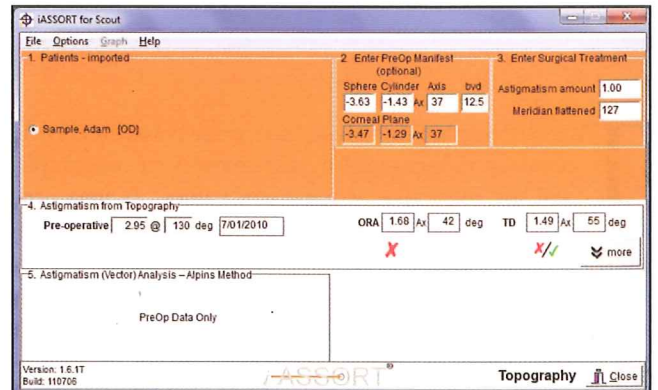 iASSORT for Scout
File Options Graph Help
1. Patients - imported
Sample, Adam [OD]
2 Enter PreOp Manifest
(optional)
Sphere Cylinder Axis bvd
-3.63 -1.43 Ax 37 12.5
Corneal Plane
-3.47 -1.29 Ax 37
3. Enter Surgical Treatment
Astigmatism amount 1.00
Meridian flattened 127
4. Astigmatism from Topography
Pre-operative 2.95 @ 130 deg 7/01/2010 ORA 1.68 Ax 42 deg TD 1.49 Ax 55 deg
more
5. Astigmatism (Vector) Analysis – Alpins Method
PreOp Data Only
Version: 1.6.1T
Build: 110706
iASSORT®
Topography Close